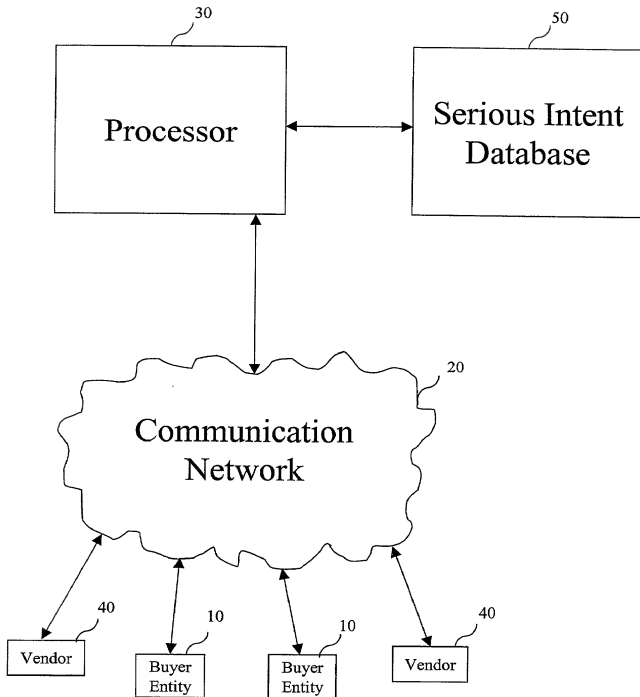 30
50
Processor
Serious Intent
Database
20
Communication
Network
40
10
10
40
Vendor
Buyer
Entity
Buyer
Entity
Vendor